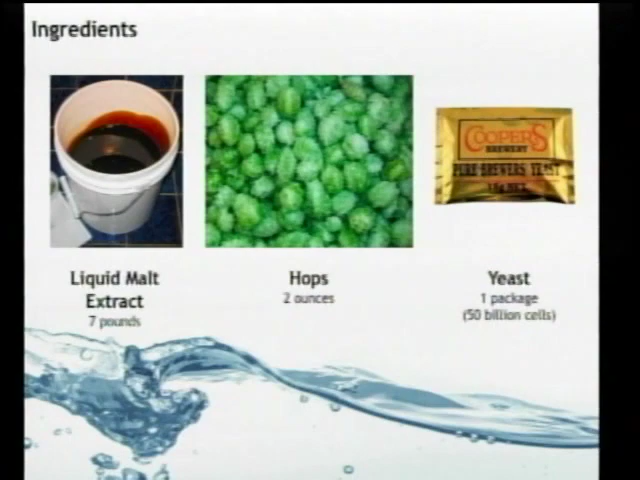 Ingredients
COOPERS
BREWERY
PURE BREWERS YEAST
Liquid Malt
Extract
7 pounds
Hops
2 ounces
Yeast
1 package
(50 billion cells)